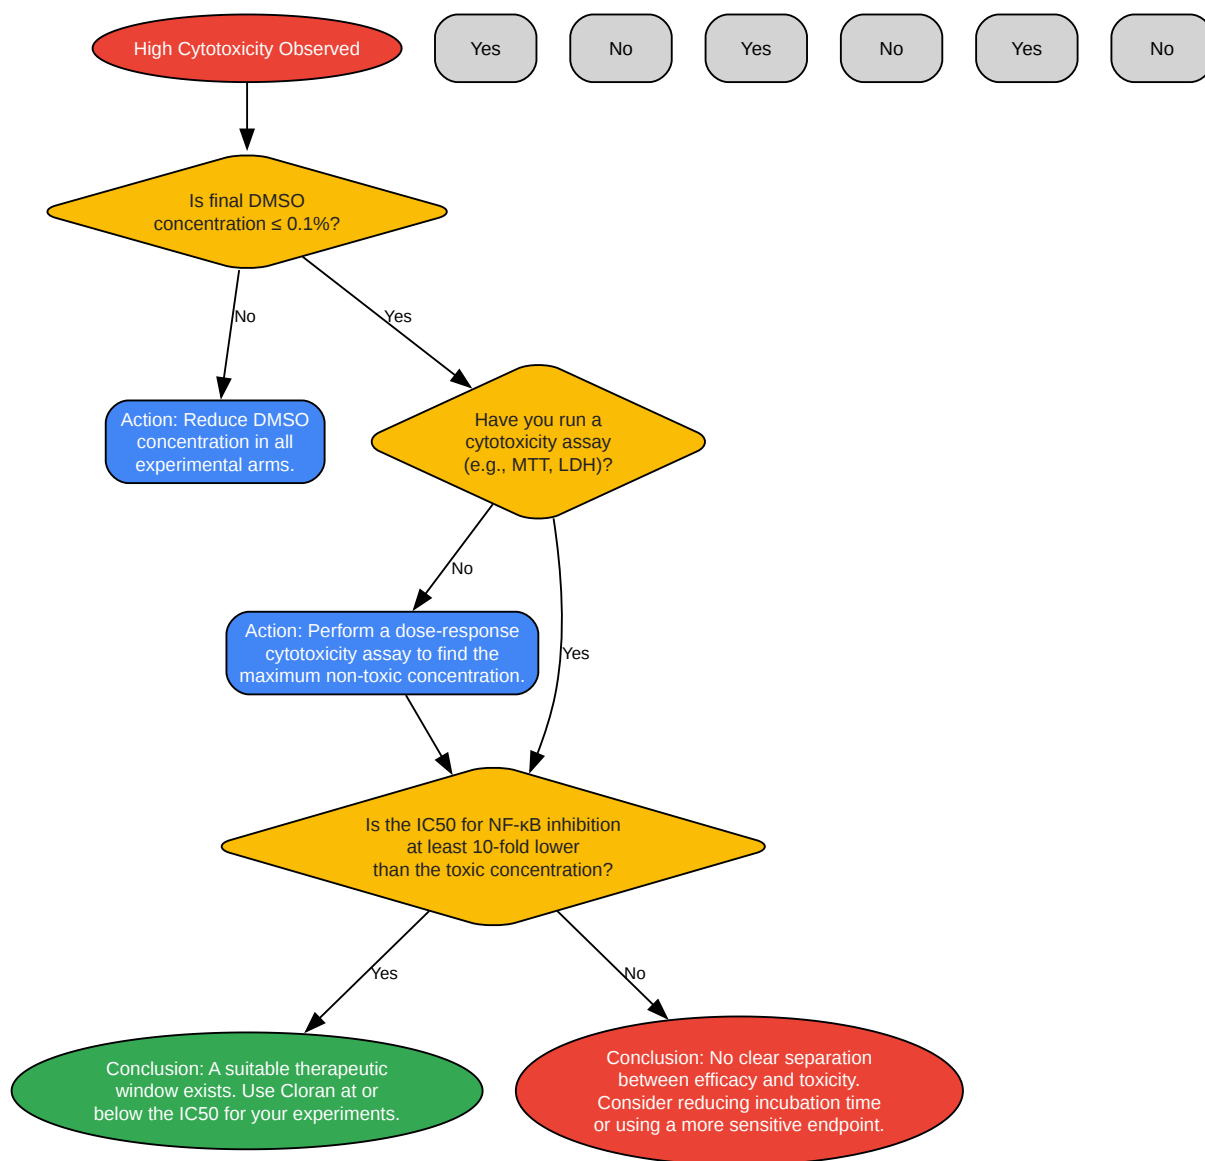 High Cytotoxicity Observed
Yes
No
Yes
No
Yes
No
Is final DMSO
concentration ≤ 0.1%?
No
Yes
Action: Reduce DMSO
concentration in all
experimental arms.
Have you run a
cytotoxicity assay
(e.g., MTT, LDH)?
No
Yes
Action: Perform a dose-response
cytotoxicity assay to find the
maximum non-toxic concentration.
Is the IC50 for NF-κB inhibition
at least 10-fold lower
than the toxic concentration?
Yes
No
Conclusion: A suitable therapeutic
window exists. Use Cloran at or
below the IC50 for your experiments.
Conclusion: No clear separation
between efficacy and toxicity.
Consider reducing incubation time
or using a more sensitive endpoint.